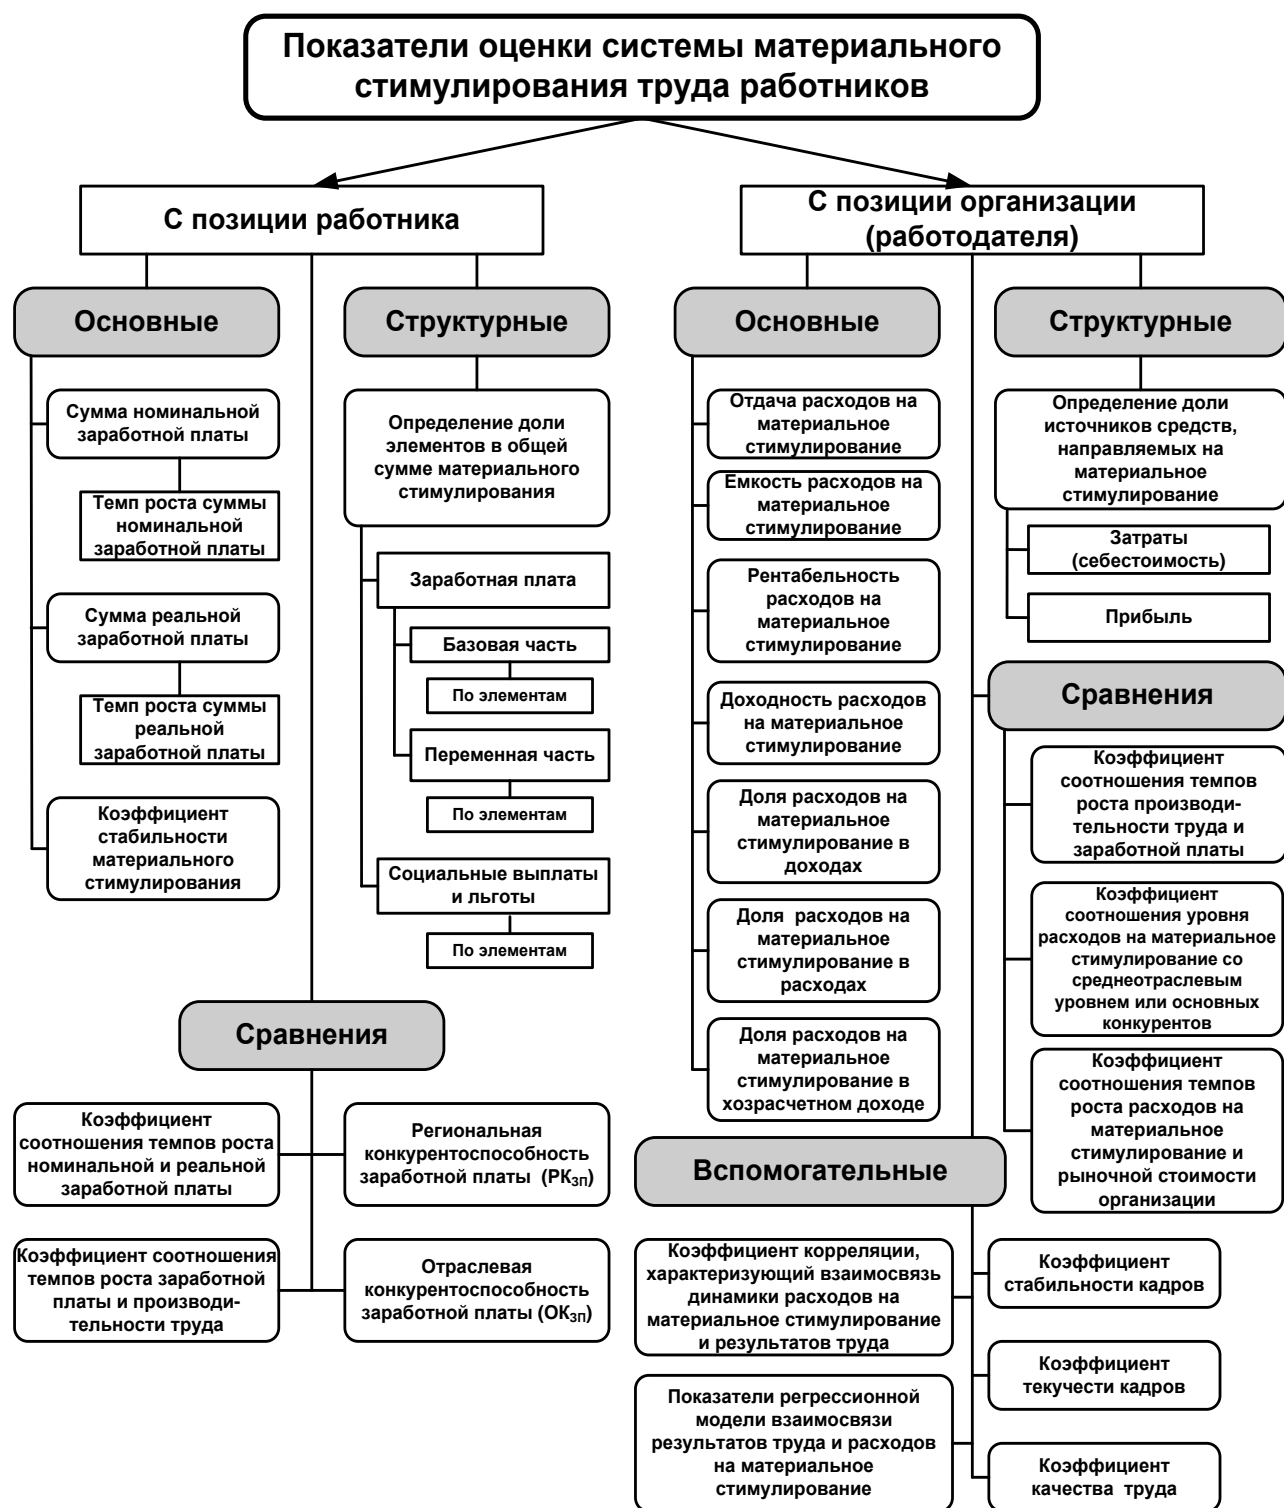 Показатели оценки системы материального
стимулирования труда работников
С позиции работника
С позиции организации
(работодателя)
Основные
Структурные
Основные
Структурные
Сумма номинальной
заработной платы
Темп роста суммы
номинальной
заработной платы
Сумма реальной
заработной платы
Темп роста суммы
реальной
заработной платы
Коэффициент
стабильности
материального
стимулирования
Определение доли
элементов в общей
сумме материального
стимулирования
Заработная плата
Базовая часть
По элементам
Переменная часть
По элементам
Социальные выплаты
и льготы
По элементам
Сравнения
Коэффициент
соотношения темпов роста
номинальной и реальной
заработной платы
Региональная
конкурентоспособность
заработной платы (РКЗП)
Коэффициент соотношения
темпов роста заработной
платы и производи-
тельности труда
Отраслевая
конкурентоспособность
заработной платы (ОКЗП)
Отдача расходов на
материальное
стимулирование
Емкость расходов на
материальное
стимулирование
Рентабельность
расходов на
материальное
стимулирование
Доходность расходов
на материальное
стимулирование
Доля расходов на
материальное
стимулирование в
доходах
Доля расходов на
материальное
стимулирование в
расходах
Доля расходов на
материальное
стимулирование в
хозрасчетном доходе
Определение доли
источников средств,
направляемых на
материальное
стимулирование
Затраты
(себестоимость)
Прибыль
Сравнения
Коэффициент
соотношения темпов
роста производи-
тельности труда и
заработной платы
Коэффициент
соотношения уровня
расходов на материальное
стимулирование со
среднеотраслевым
уровнем или основных
конкурентов
Коэффициент
соотношения темпов
роста расходов на
материальное
стимулирование и
рыночной стоимости
организации
Вспомогательные
Коэффициент корреляции,
характеризующий взаимосвязь
динамики расходов на
материальное стимулирование
и результатов труда
Показатели регрессионной
модели взаимосвязи
результатов труда и расходов
на материальное
стимулирование
Коэффициент
стабильности кадров
Коэффициент
текучести кадров
Коэффициент
качества труда